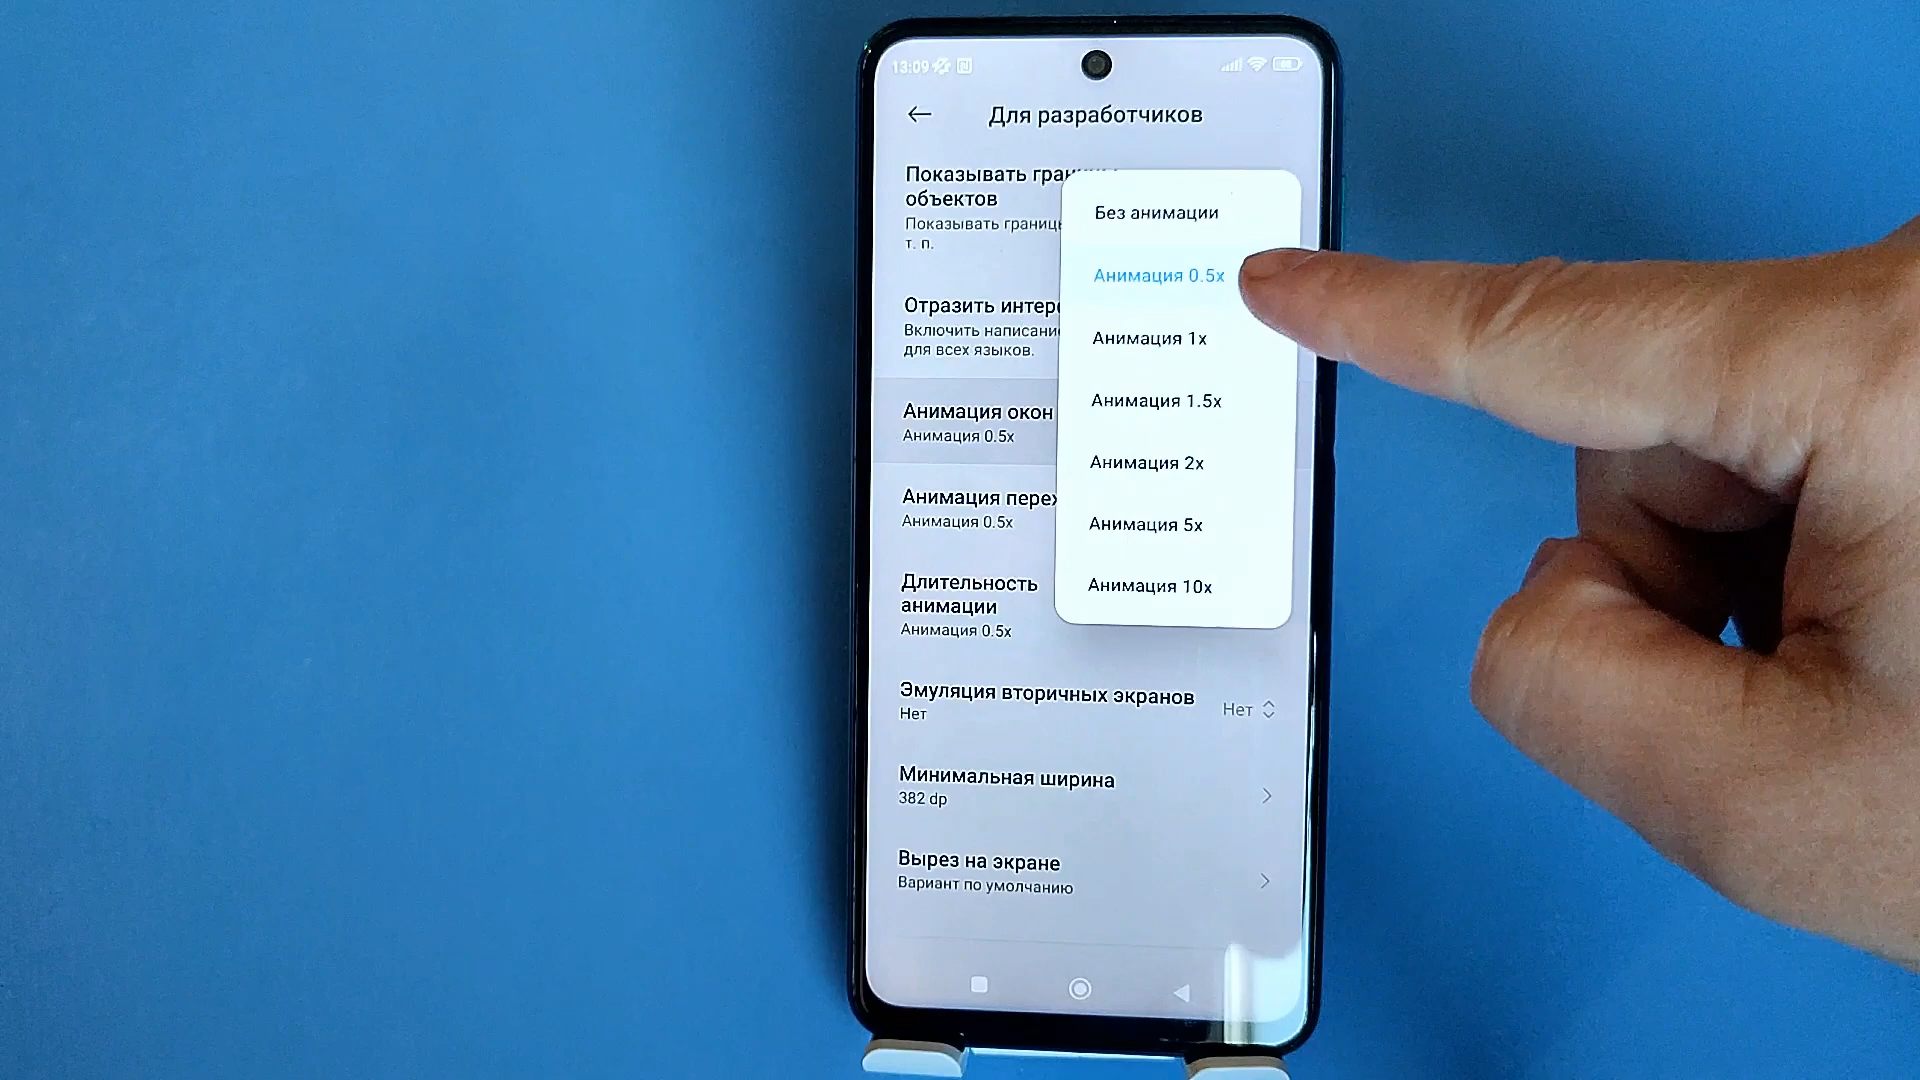 13:09
Для разработчиков
Показывать границы
объектов
Показывать границы
т. п.
Отразить интер
Включить написани
для всех языков.
Анимация окон
Анимация 0.5x
Анимация перех
Анимация 0.5x
Длительность
анимации
Анимация 0.5x
Без анимации
Анимация 0.5x
Анимация 1x
Анимация 1.5x
Анимация 2x
Анимация 5x
Анимация 10x
Эмуляция вторичных экранов
Нет
Нет
Минимальная ширина
382 dp
Вырез на экране
Вариант по умолчанию